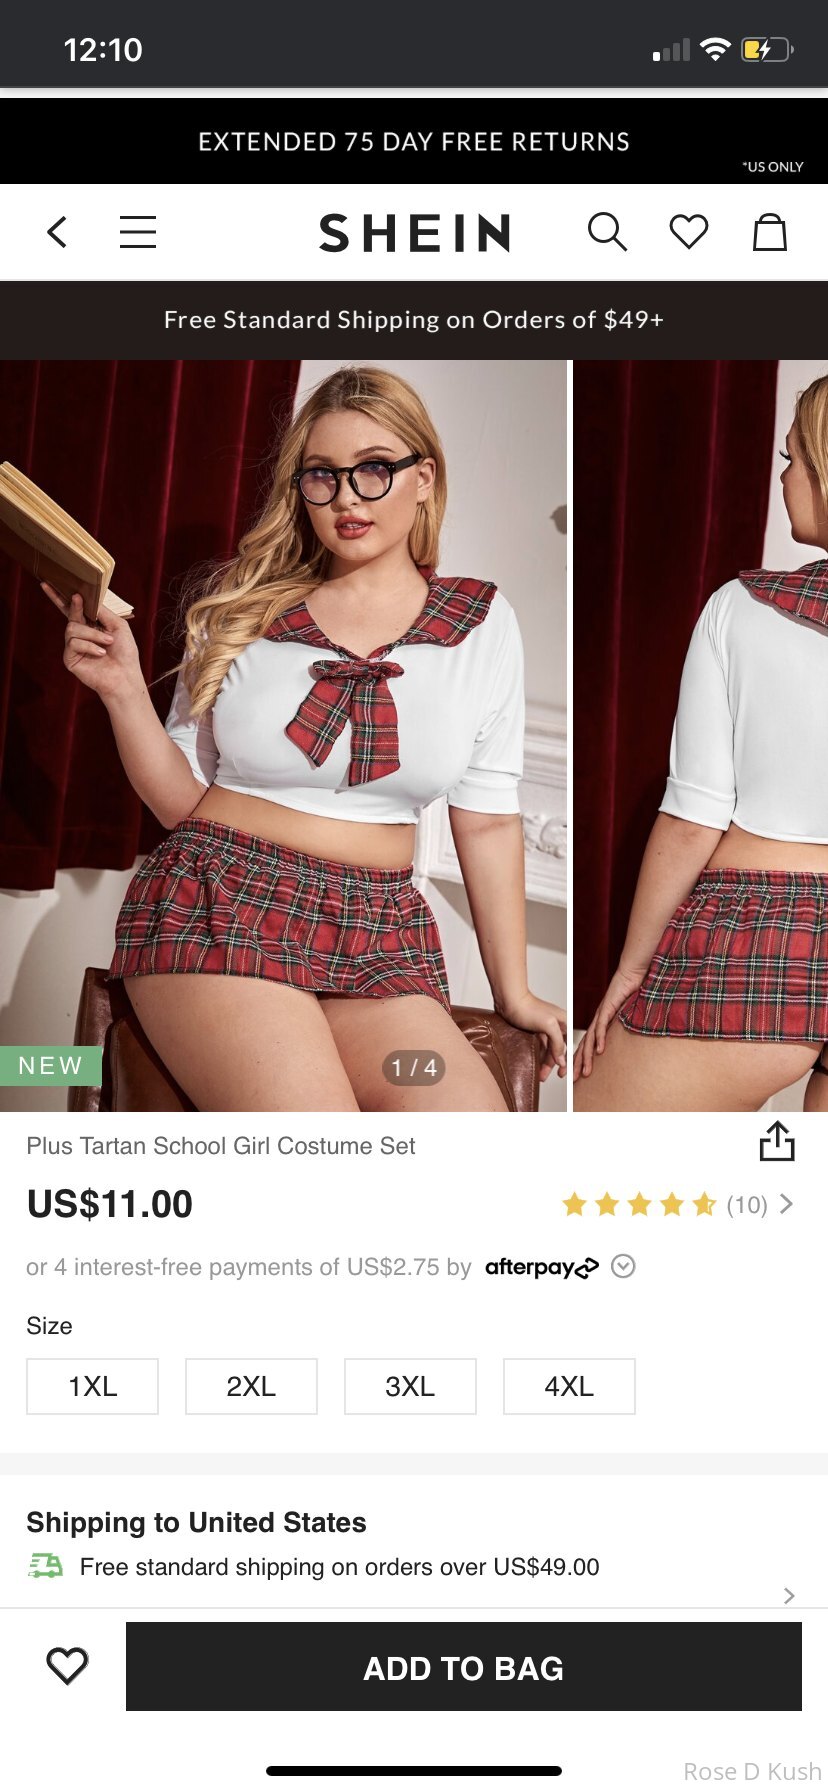 12:10
EXTENDED 75 DAY FREE RETURNS
*US ONLY
SHEIN
Free Standard Shipping on Orders of $49+
NEW
1 / 4
Plus Tartan School Girl Costume Set
US$11.00
(10)
or 4 interest-free payments of US$2.75 by afterpay
Size
1XL 2XL 3XL 4XL
Shipping to United States
Free standard shipping on orders over US$49.00
ADD TO BAG
Rose D Kush